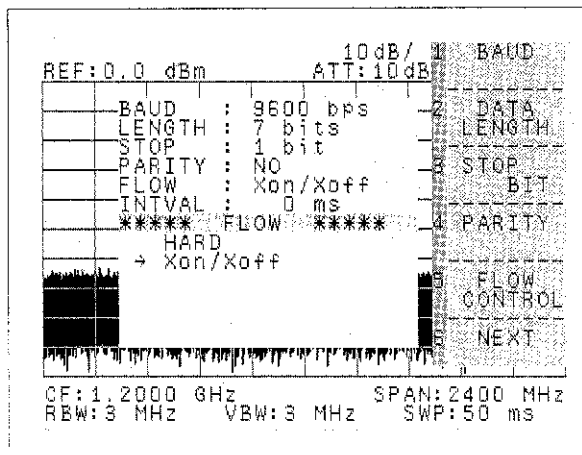 10dB/
REF:0.0 dBm ATT:10dB
BAUD : 9600 bps
LENGTH : 7 bits
STOP : 1 bit
PARITY : NO
FLOW : Xon/Xoff
INTVAL : 0 ms
***** FLOW *****
HARD
→ Xon/Xoff
1 BAUD
2 DATA
LENGTH
3 STOP
BIT
4 PARITY
5 FLOW
CONTROL
6 NEXT
CF:1.2000 GHz SPAN:2400 MHz
RBW:3 MHz VBW:3 MHz SWP:50 ms